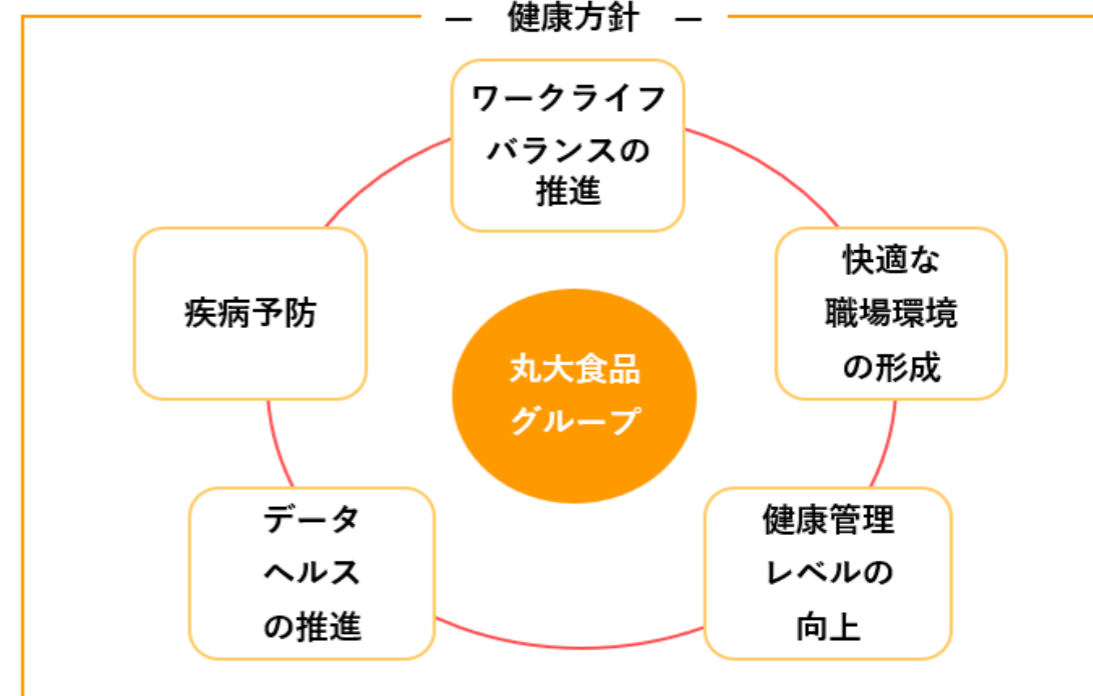 ― 健康方針 ―
ワークライフ
バランスの
推進
快適な
職場環境
の形成
健康管理
レベルの
向上
データ
ヘルス
の推進
疾病予防
丸大食品
グループ